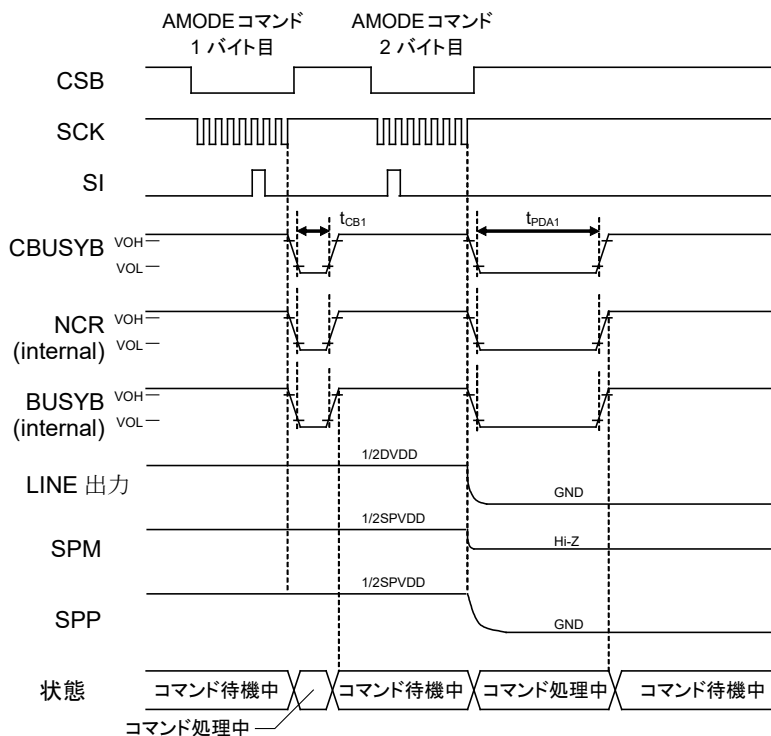 AMODEコマンド AMODEコマンド
1 バイト目 2 バイト目
CSB
SCK
SI
tCB1 tPDA1
CBUSYB VOH
VOL
NCR VOH
(internal) VOL
BUSYB VOH
(internal) VOL
1/2DVDD
LINE 出力 GND
1/2SPVDD
SPM Hi-Z
1/2SPVDD
SPP GND
状態 コマンド待機中 コマンド待機中 コマンド処理中 コマンド待機中
コマンド処理中